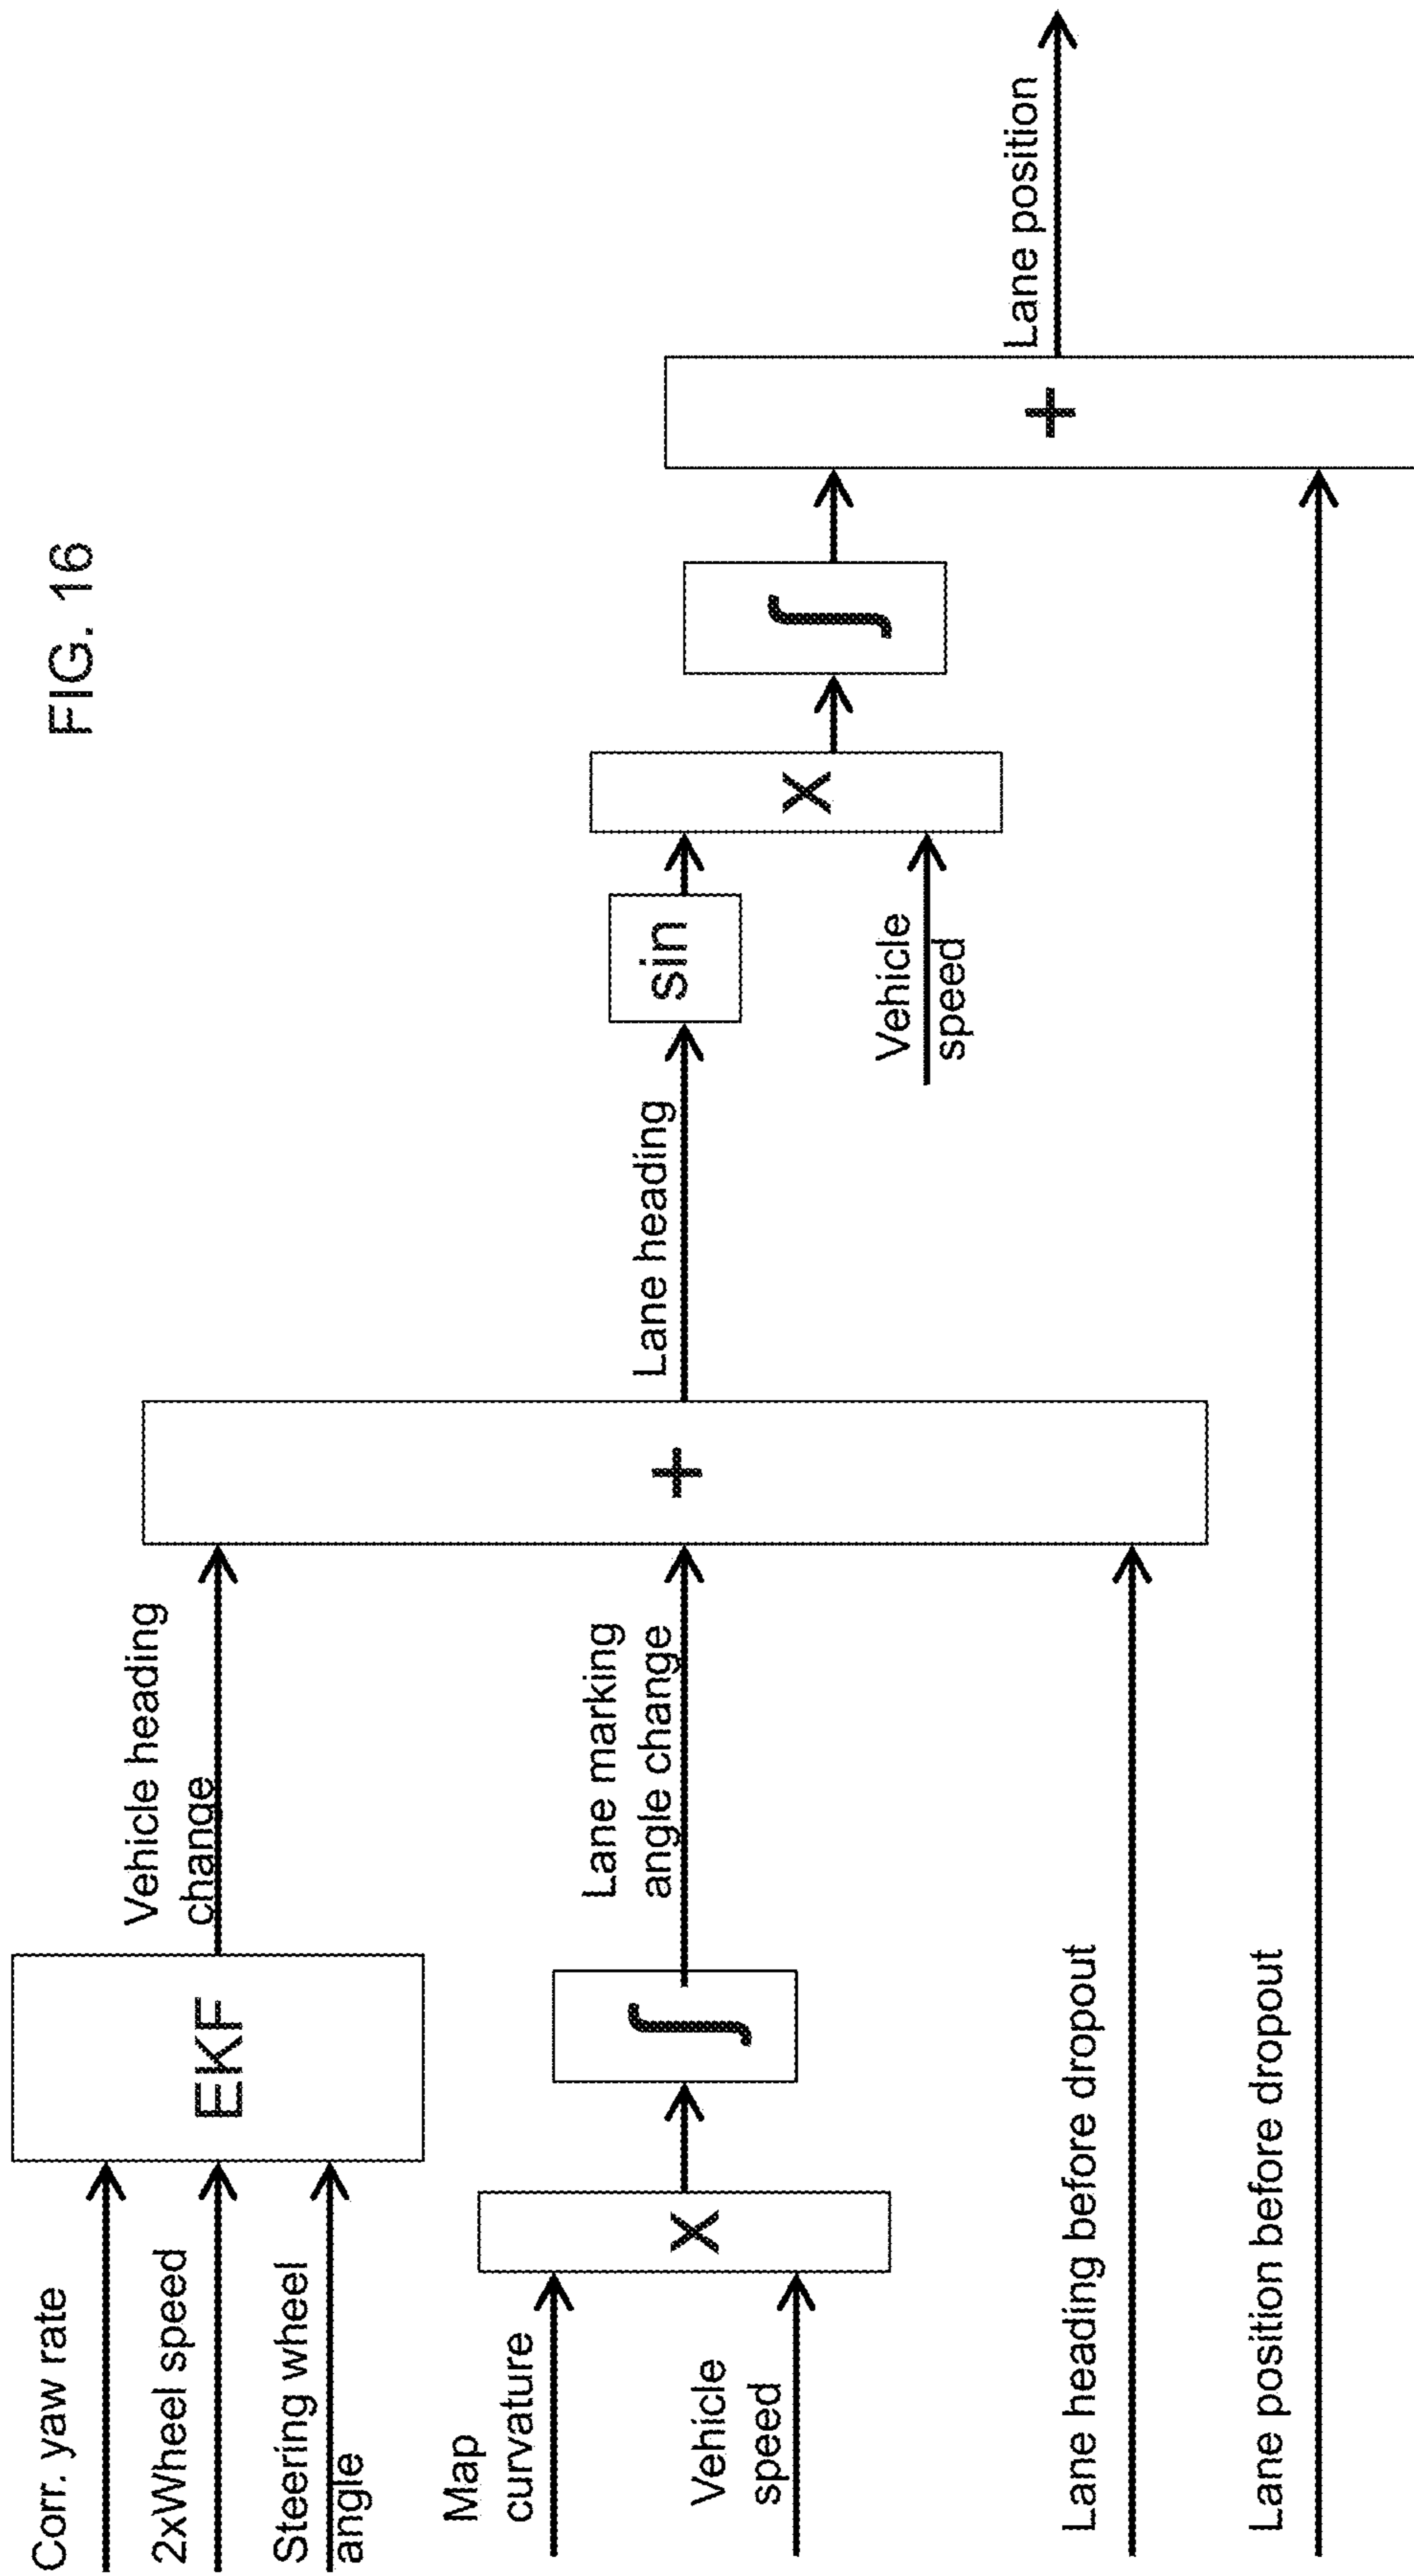 FIG. 16
Corr. yaw rate
2xWheel speed
Steering wheel
angle
EKF
Vehicle heading
change
Map
curvature
Vehicle
speed
X
∫
Lane marking
angle change
Lane heading before dropout
Lane position before dropout
+
Lane heading
sin
Vehicle
speed
X
∫
+
Lane position